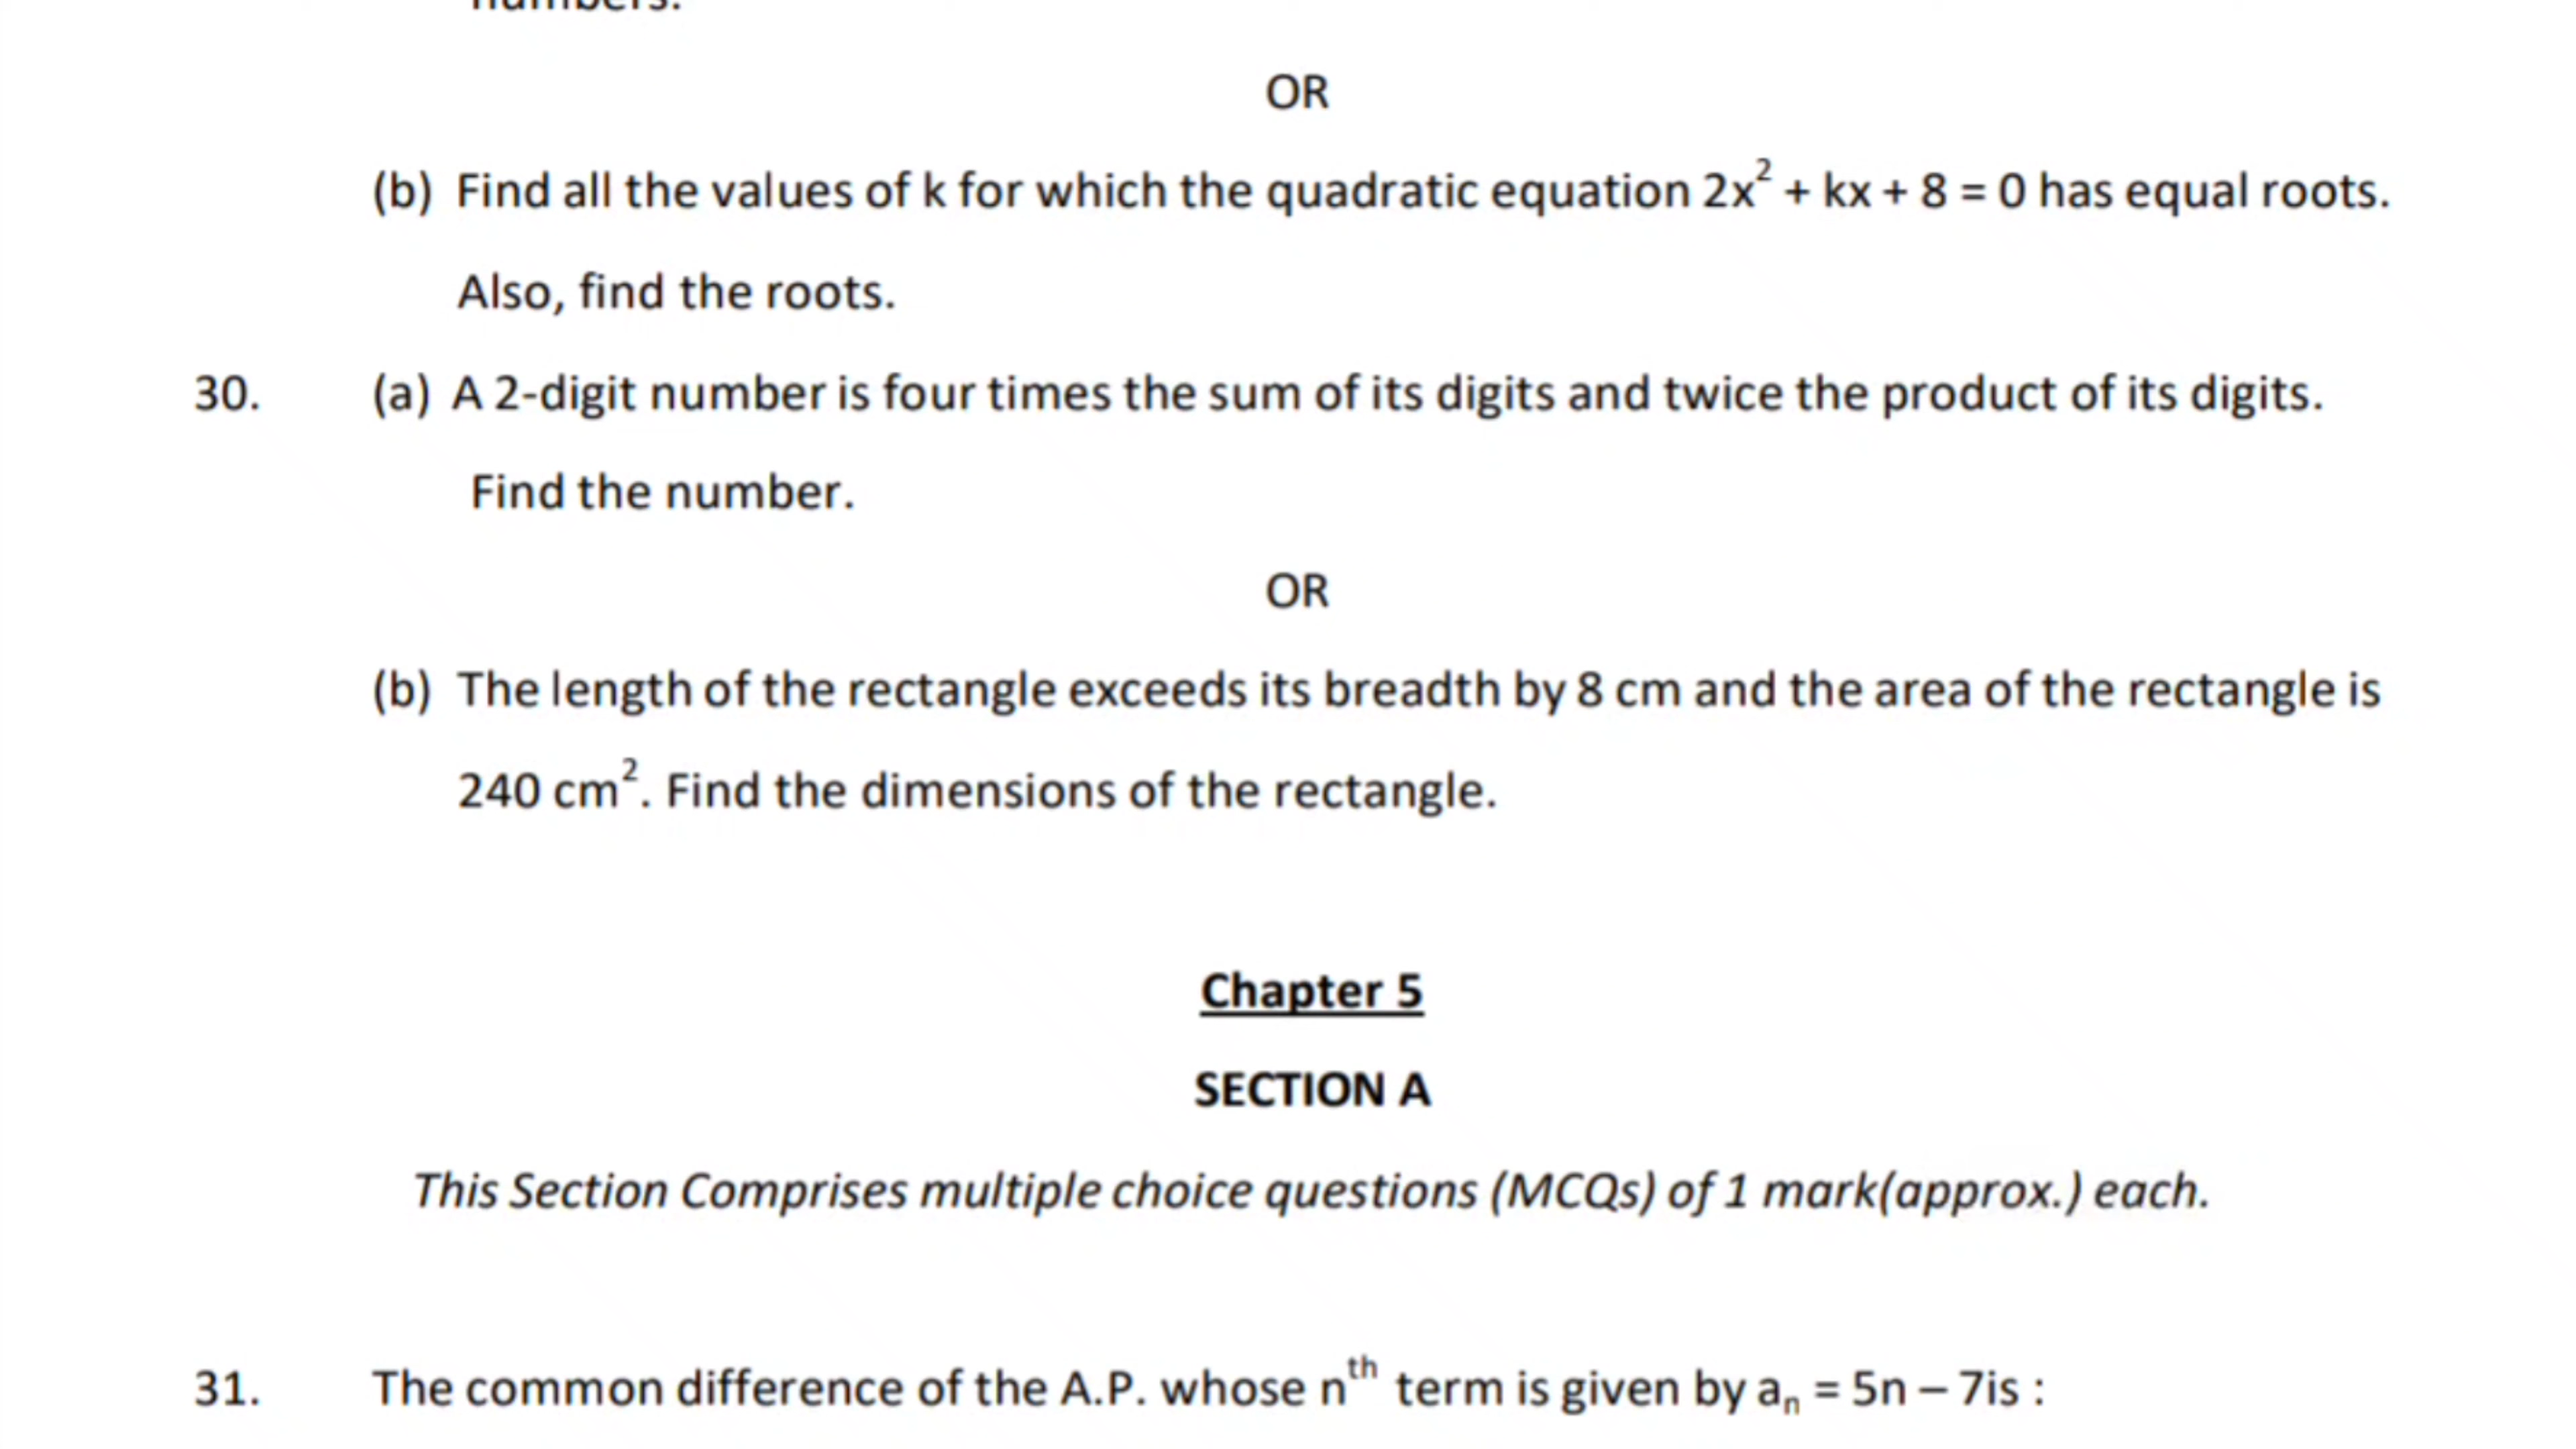 numbers.
OR
(b) Find all the values of k for which the quadratic equation 2x² + kx + 8 = 0 has equal roots.
Also, find the roots.
30. (a) A 2-digit number is four times the sum of its digits and twice the product of its digits.
Find the number.
OR
(b) The length of the rectangle exceeds its breadth by 8 cm and the area of the rectangle is
240 cm². Find the dimensions of the rectangle.
Chapter 5
SECTION A
This Section Comprises multiple choice questions (MCQs) of 1 mark(approx.) each.
31. The common difference of the A.P. whose nᵗʰ term is given by aₙ = 5n – 7is :